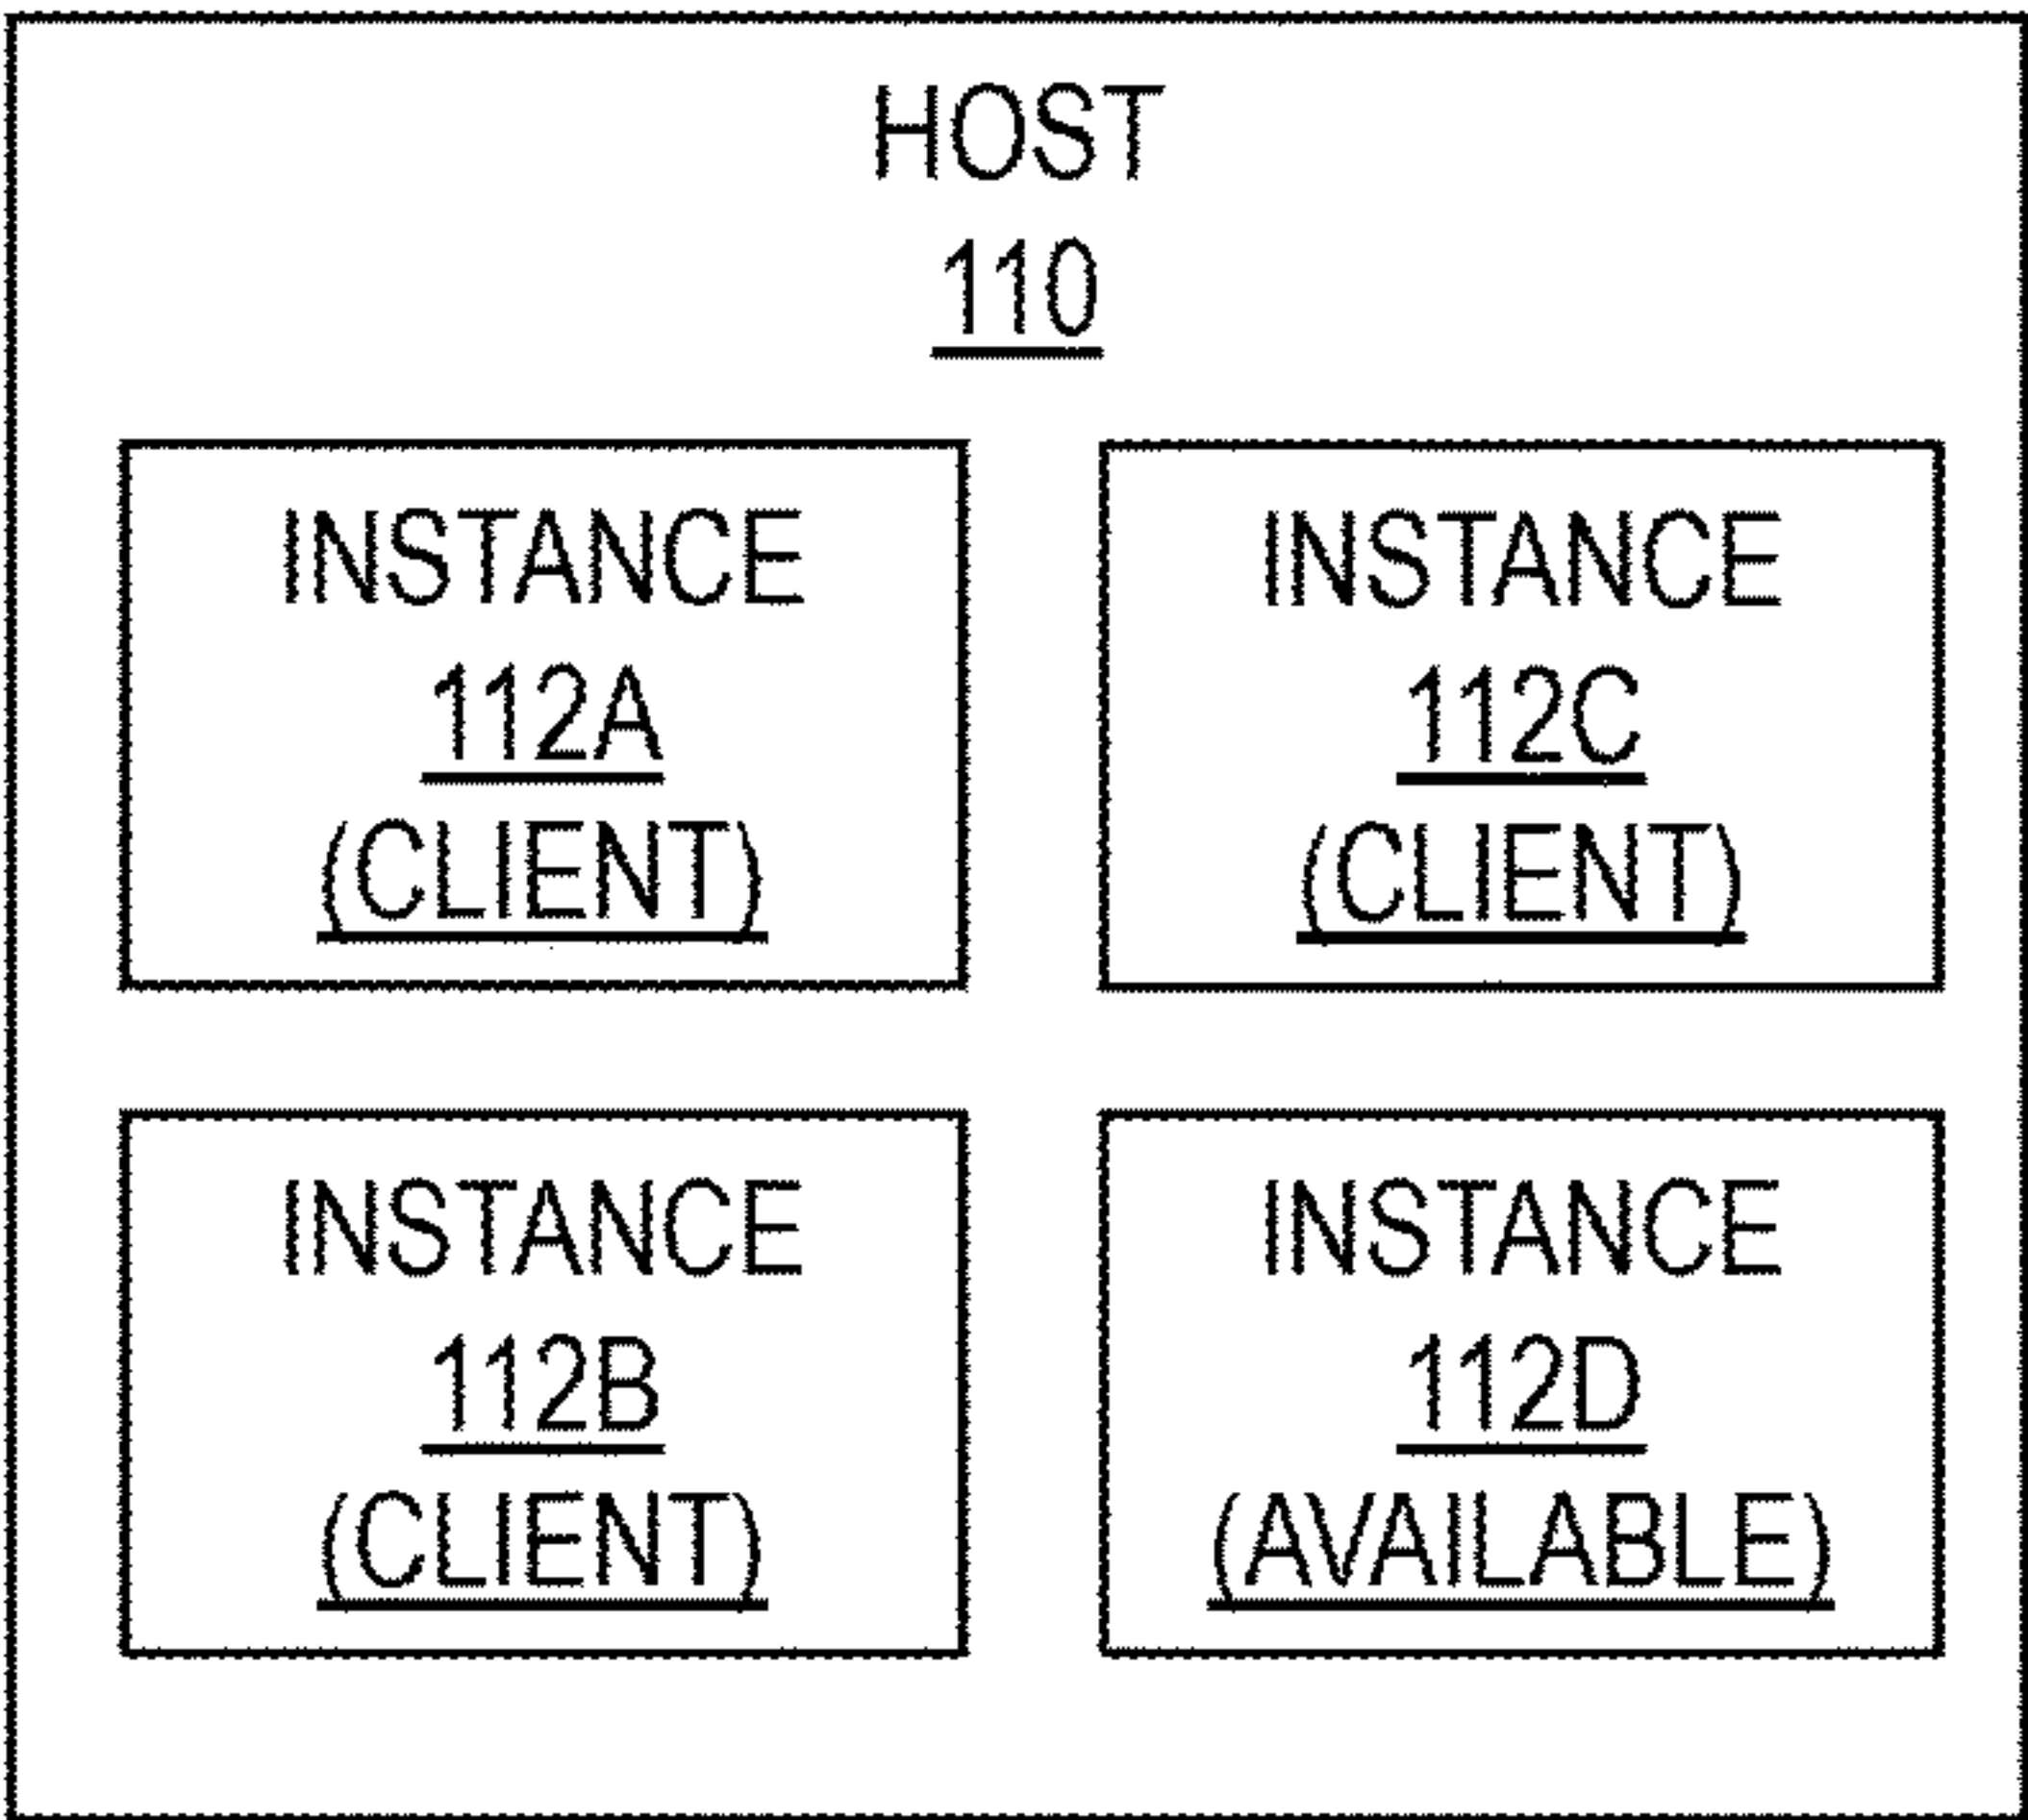 HOST
110
INSTANCE
112A
(CLIENT)
INSTANCE
112C
(CLIENT)
INSTANCE
112B
(CLIENT)
INSTANCE
112D
(AVAILABLE)